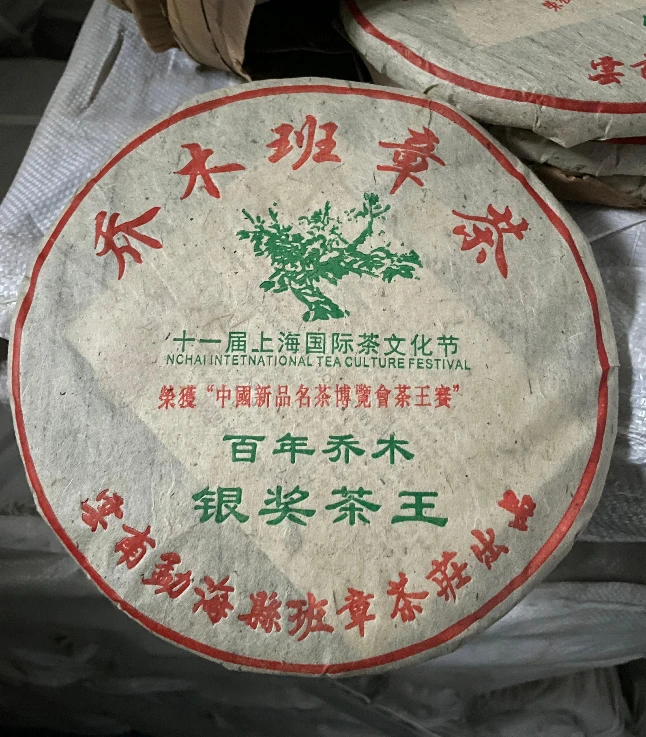 乔木班章茶
十一届上海国际茶文化节
NCHAI INTETNATIONAL TEA CULTURE FESTIVAL
榮獲“中國新品名茶博覽會茶王賽”
百年乔木
银奖茶王
雲南勐海縣班章茶莊出品
雲